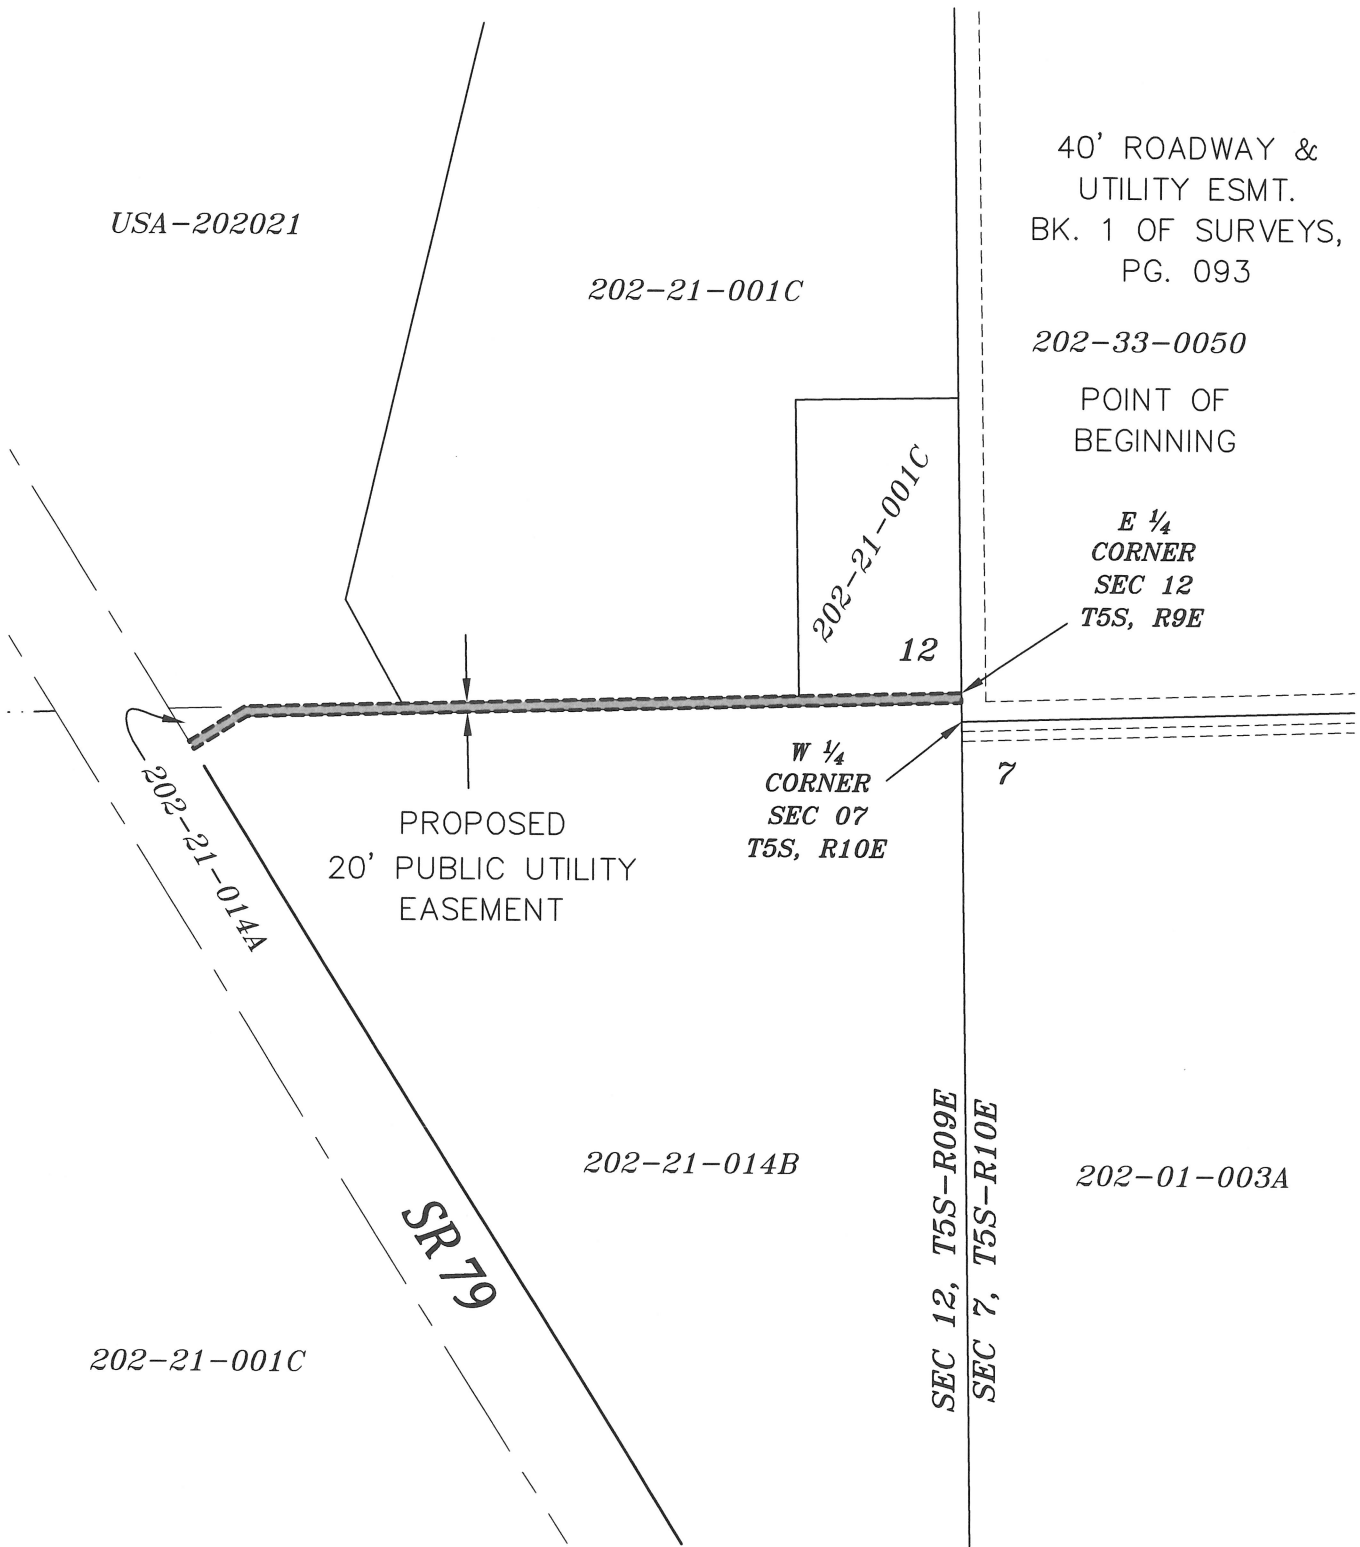 40' ROADWAY &
UTILITY ESMT.
BK. 1 OF SURVEYS,
PG. 093
USA-202021
202-21-001C
202-33-0050
POINT OF
BEGINNING
202-21-001C
E 1/4
CORNER
SEC 12
T5S, R9E
12
W 1/4
CORNER
SEC 07
T5S, R10E
7
202-21-014A
PROPOSED
20' PUBLIC UTILITY
EASEMENT
SR 79
202-21-014B
SEC 12, T5S-R09E
SEC 7, T5S-R10E
202-01-003A
202-21-001C